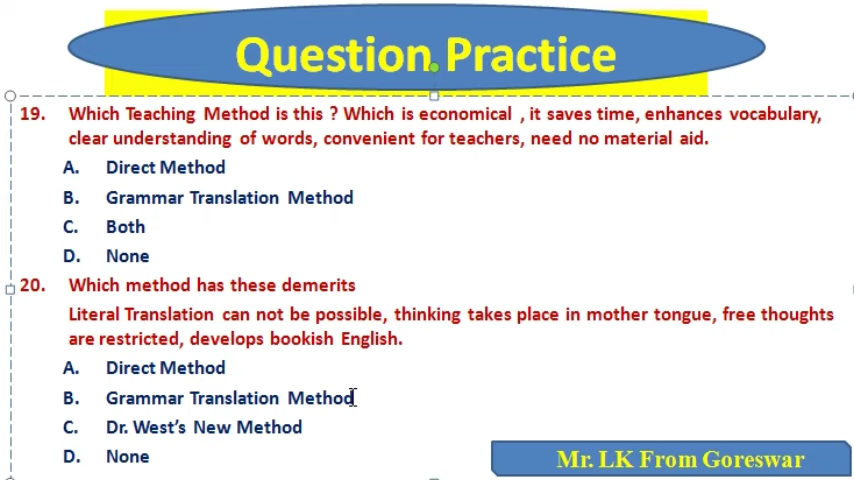 Question Practice
19. Which Teaching Method is this ? Which is economical , it saves time, enhances vocabulary,
clear understanding of words, convenient for teachers, need no material aid.
A. Direct Method
B. Grammar Translation Method
C. Both
D. None
20. Which method has these demerits
Literal Translation can not be possible, thinking takes place in mother tongue, free thoughts
are restricted, develops bookish English.
A. Direct Method
B. Grammar Translation Method
C. Dr. West's New Method
D. None
Mr. LK From Goreswar